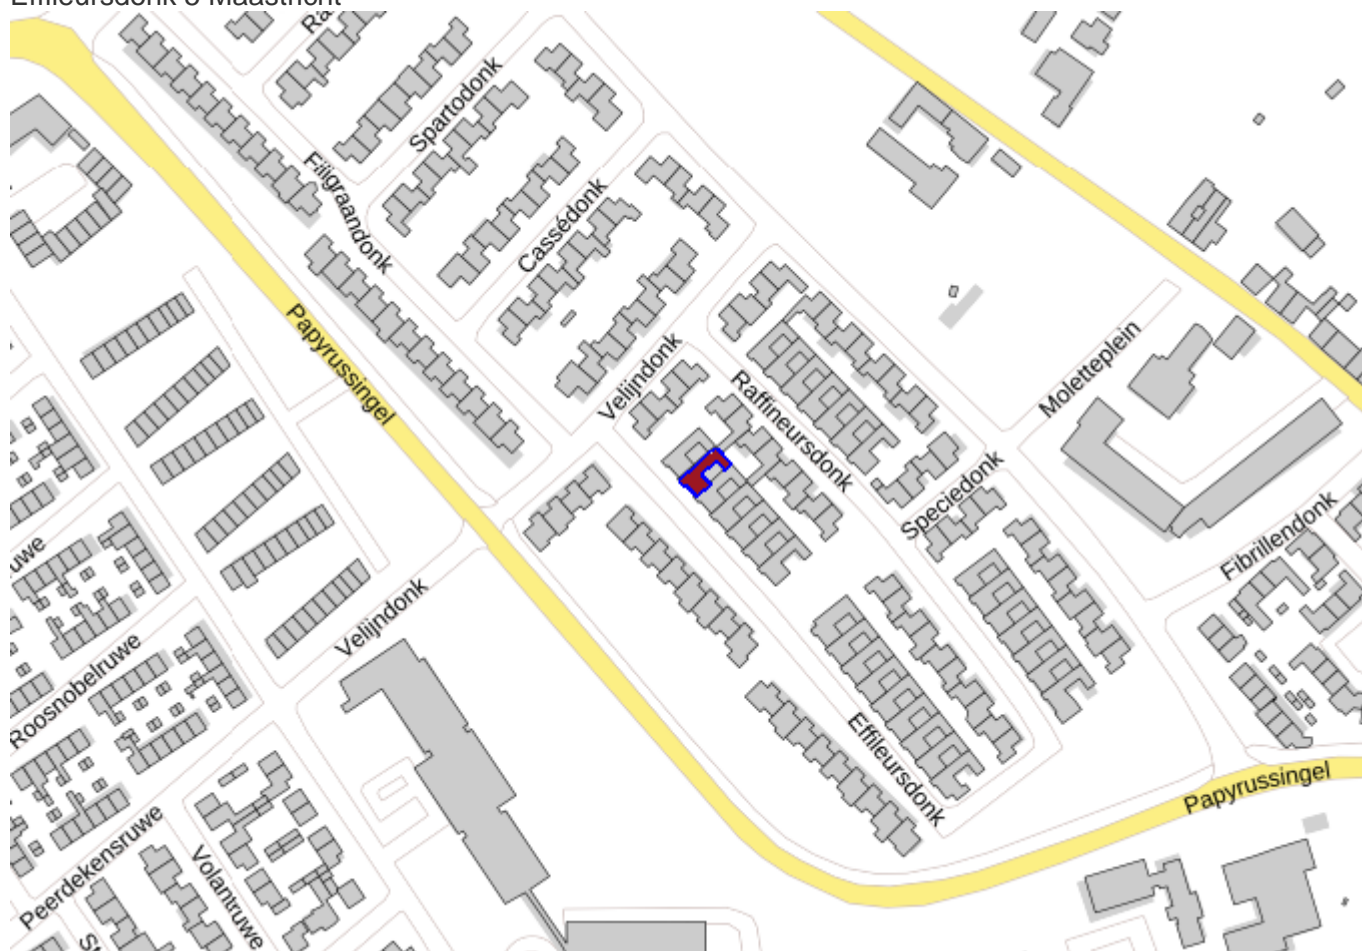 Spartodonk
Filigraandonk
Cassédonk
Papyrussingel
Velijndonk
Raffineursdonk
Moletteplein
Speciedonk
Fibrillendonk
Velijndonk
Roosnobelruwe
Effileursdonk
Papyrussingel
Peerdekensruwe
Volantruwe